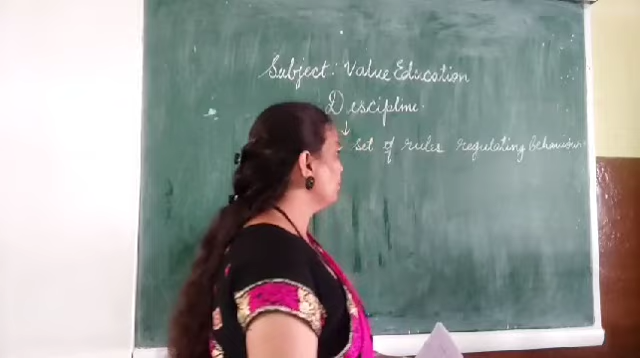 Subject: Value Education
Descipline.
↓
set of rules regulating Behaviour